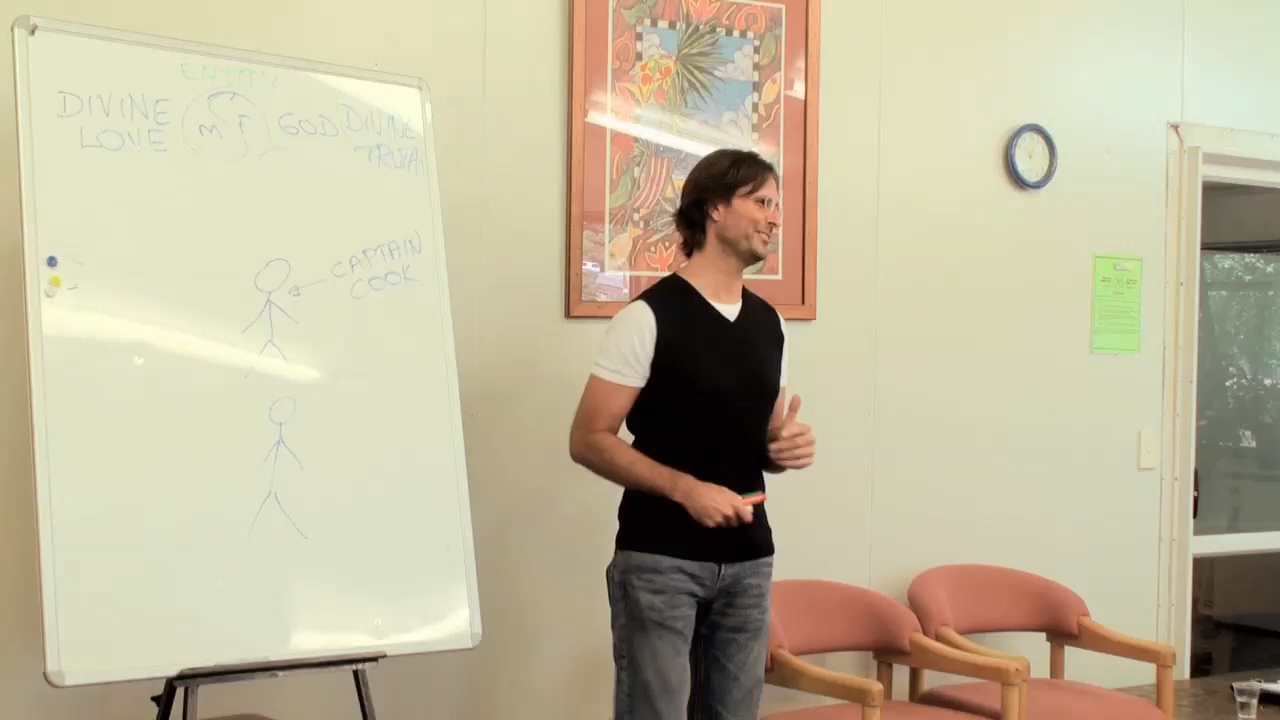 ENTITY
DIVINE
LOVE
M F
GOD
DIVINE
TRUTH
CAPTAIN
COOK